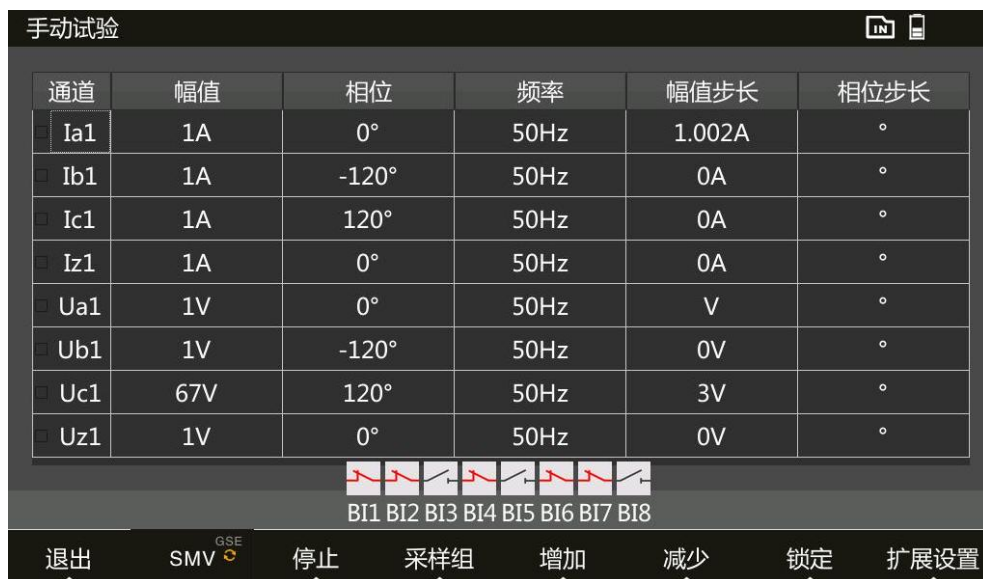 手动试验 IN
通道 幅值 相位 频率 幅值步长 相位步长
Ia1 1A 0° 50Hz 1.002A °
Ib1 1A -120° 50Hz 0A °
Ic1 1A 120° 50Hz 0A °
Iz1 1A 0° 50Hz 0A °
Ua1 1V 0° 50Hz V °
Ub1 1V -120° 50Hz 0V °
Uc1 67V 120° 50Hz 3V °
Uz1 1V 0° 50Hz 0V °
BI1 BI2 BI3 BI4 BI5 BI6 BI7 BI8
退出 SMV GSE 停止 采样组 增加 减少 锁定 扩展设置